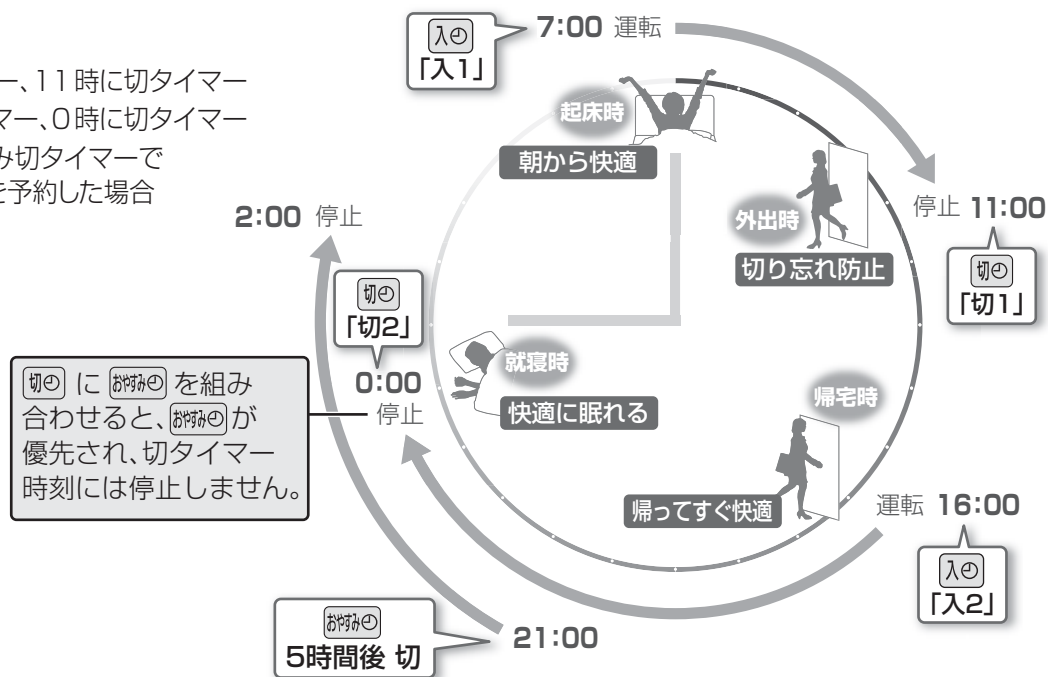 ー、11時に切タイマー
マー、0時に切タイマー
み切タイマーで
を予約した場合
入
「入1」
7:00 運転
起床時
朝から快適
停止 11:00
切
「切1」
外出時
切り忘れ防止
2:00 停止
切
「切2」
0:00
停止
就寝時
快適に眠れる
切 に おやすみ を組み
合わせると、おやすみ が
優先され、切タイマー
時刻には停止しません。
帰宅時
帰ってすぐ快適
運転 16:00
入
「入2」
おやすみ
5時間後 切
21:00